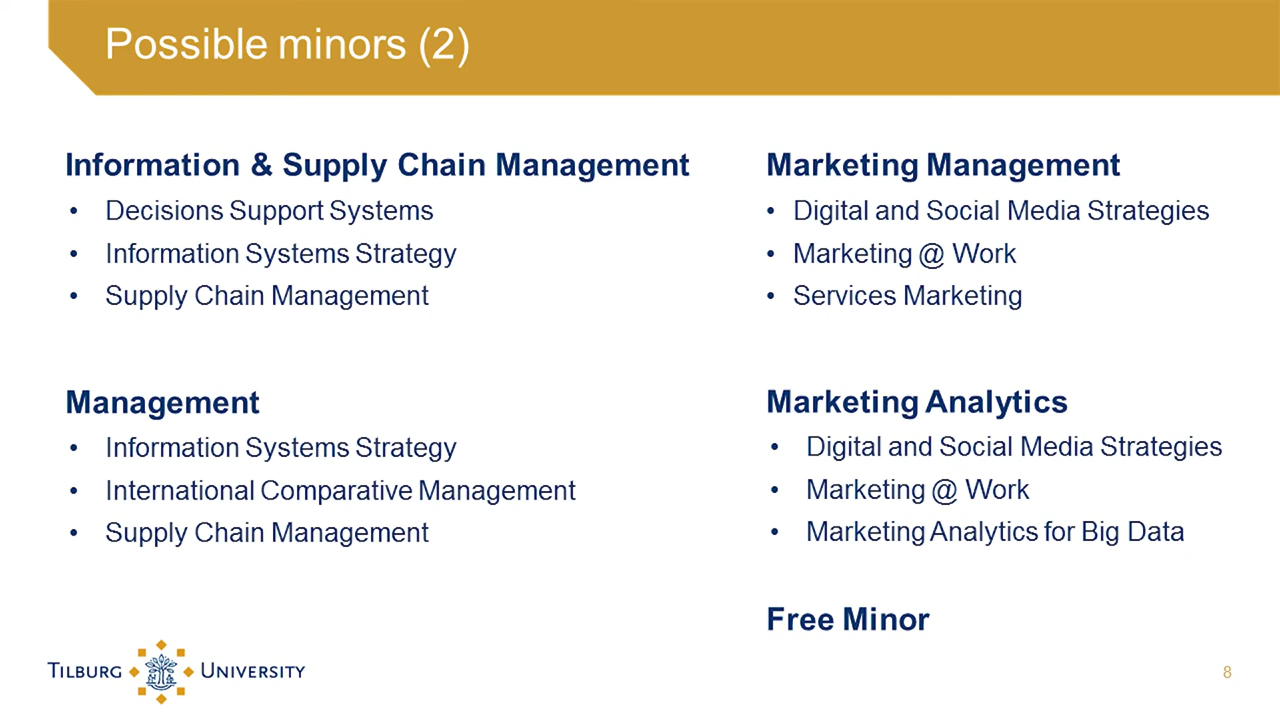 Possible minors (2)
Information & Supply Chain Management
• Decisions Support Systems
• Information Systems Strategy
• Supply Chain Management
Management
• Information Systems Strategy
• International Comparative Management
• Supply Chain Management
Marketing Management
• Digital and Social Media Strategies
• Marketing @ Work
• Services Marketing
Marketing Analytics
• Digital and Social Media Strategies
• Marketing @ Work
• Marketing Analytics for Big Data
Free Minor
TILBURG UNIVERSITY
8